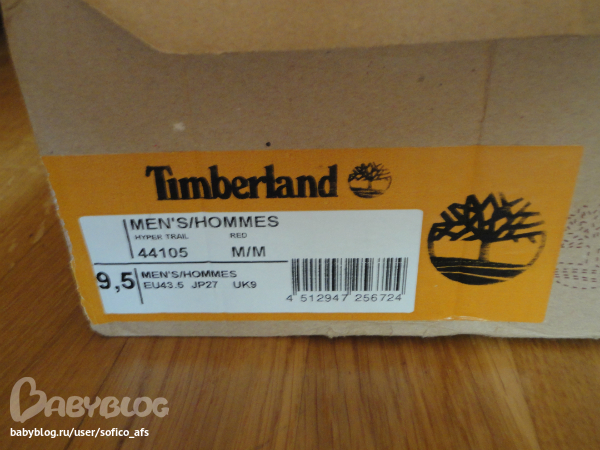 Timberland
MEN'S/HOMMES
HYPER TRAIL RED
44105 M/M
9,5 MEN'S/HOMMES
EU43.5 JP27 UK9
4 512947 256724
BABYBLOG
babyblog.ru/user/sofico_afs